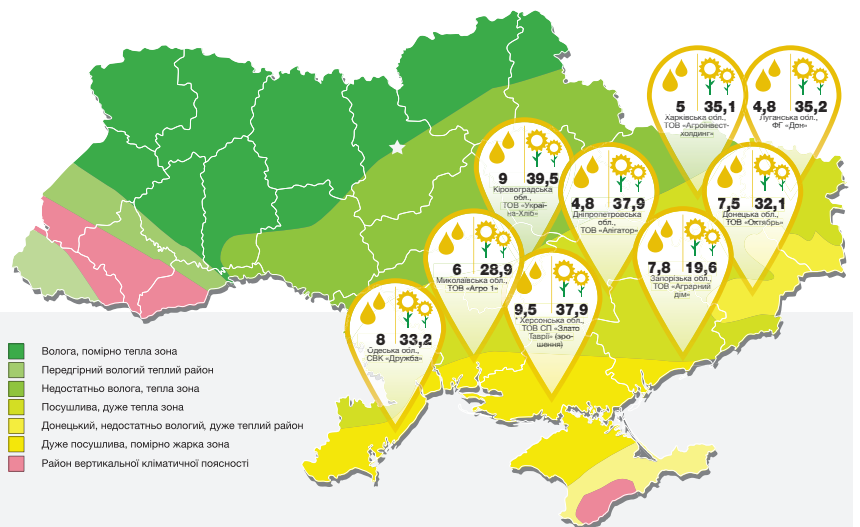 5 35,1
Харківська обл.,
ТОВ «Агроінвест-
холдинг»
4,8 35,2
Луганська обл.,
ФГ «Дон»
9 39,5
Кіровоградська
обл.,
ТОВ «Украї-
на-Хліб»
4,8 37,9
Дніпропетровська
обл.,
ТОВ «Алігатор»
7,5 32,1
Донецька обл.,
ТОВ «Октябрь»
6 28,9
Миколаївська обл.,
ТОВ «Агро 1»
9,5 37,9
* Херсонська обл.,
ТОВ СП «Злато
Таврії» (зро-
шення)
7,8 19,6
Запорізька обл.,
ТОВ «Аграрний
дім»
8 33,2
Одеська обл.,
СВК «Дружба»
Волога, помірно тепла зона
Передгірний вологий теплий район
Недостатньо волога, тепла зона
Посушлива, дуже тепла зона
Донецький, недостатньо вологий, дуже теплий район
Дуже посушлива, помірно жарка зона
Район вертикальної кліматичної поясності